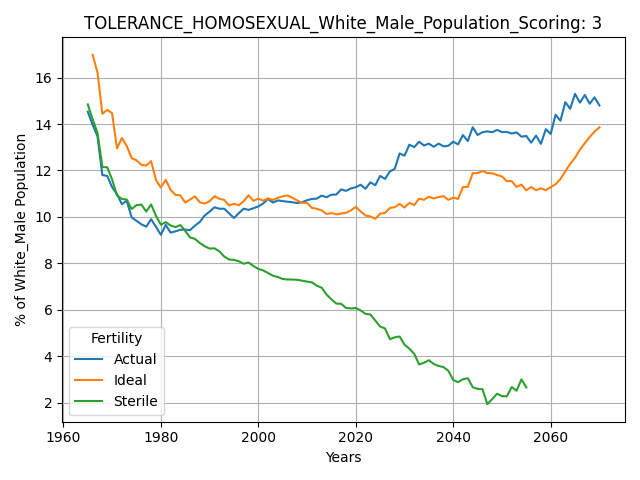 TOLERANCE_HOMOSEXUAL_White_Male_Population_Scoring: 3
% of White_Male Population
16
14
12
10
8
6
4
2
Fertility
Actual
Ideal
Sterile
1960 1980 2000 2020 2040 2060
Years